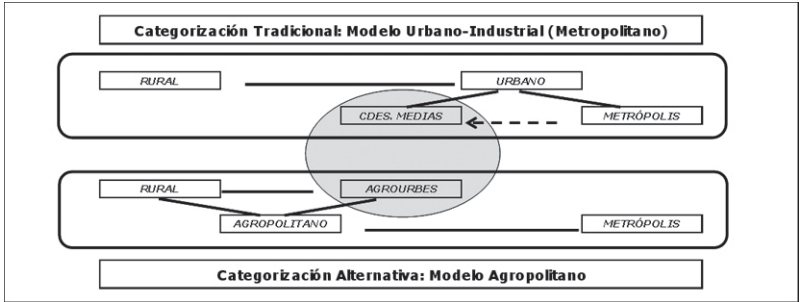 Categorización Tradicional: Modelo Urbano-Industrial (Metropolitano)
RURAL
URBANO
CDES. MEDIAS
METRÓPOLIS
RURAL
AGROURBES
AGROPOLITANO
METRÓPOLIS
Categorización Alternativa: Modelo Agropolitano